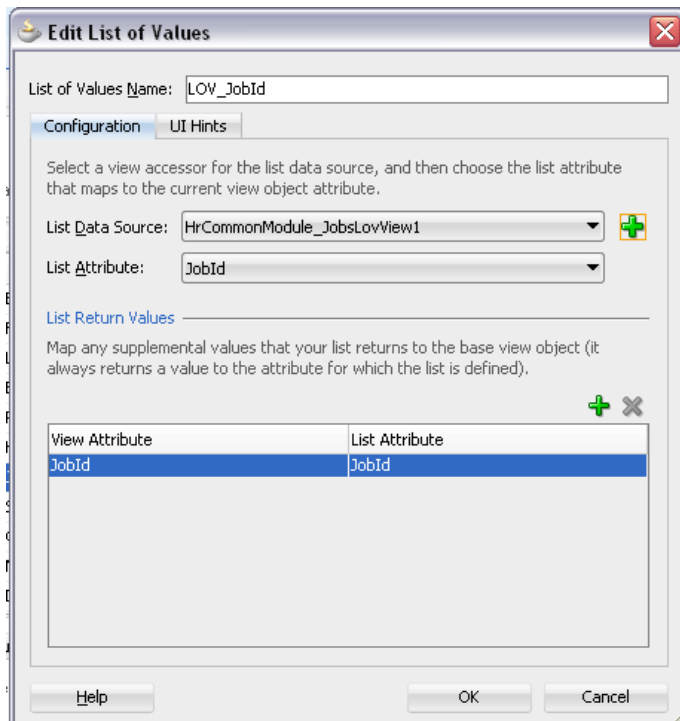 Edit List of Values
List of Values Name: LOV_JobId
Configuration UI Hints
Select a view accessor for the list data source, and then choose the list attribute
that maps to the current view object attribute.
List Data Source: HrCommonModule_JobsLovView1
List Attribute: JobId
List Return Values
Map any supplemental values that your list returns to the base view object (it
always returns a value to the attribute for which the list is defined).
View Attribute List Attribute
JobId JobId
Help OK Cancel